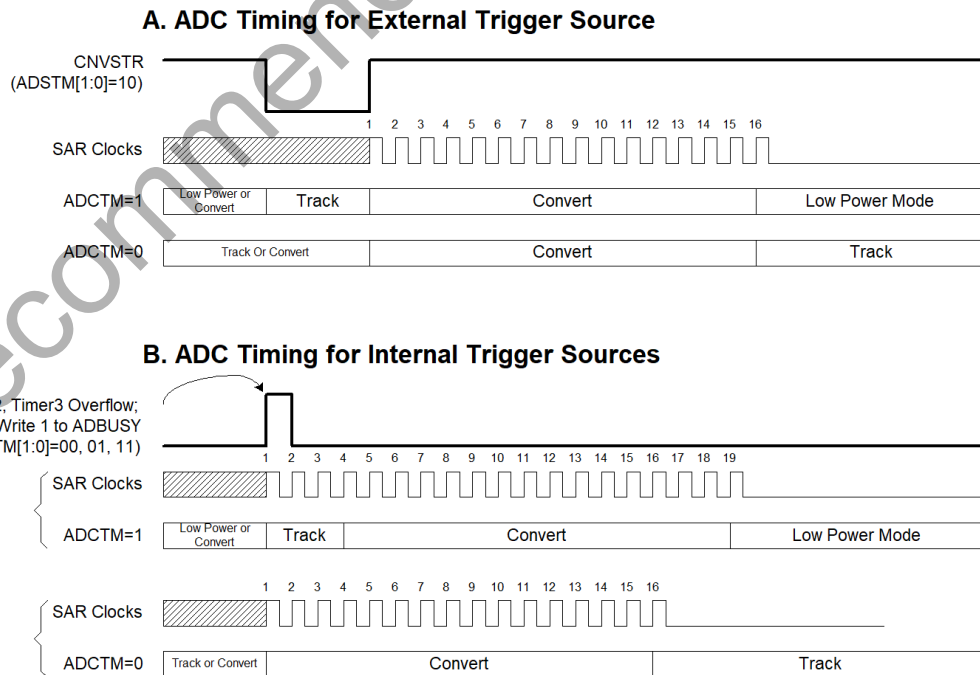 A. ADC Timing for External Trigger Source
CNVSTR
(ADSTM[1:0]=10)
1 2 3 4 5 6 7 8 9 10 11 12 13 14 15 16
SAR Clocks
ADCTM=1
Low Power or
Convert
Track
Convert
Low Power Mode
ADCTM=0
Track Or Convert
Convert
Track
B. ADC Timing for Internal Trigger Sources
, Timer3 Overflow;
Write 1 to ADBUSY
TM[1:0]=00, 01, 11)
1 2 3 4 5 6 7 8 9 10 11 12 13 14 15 16 17 18 19
SAR Clocks
ADCTM=1
Low Power or
Convert
Track
Convert
Low Power Mode
1 2 3 4 5 6 7 8 9 10 11 12 13 14 15 16
SAR Clocks
ADCTM=0
Track or Convert
Convert
Track
ecommen